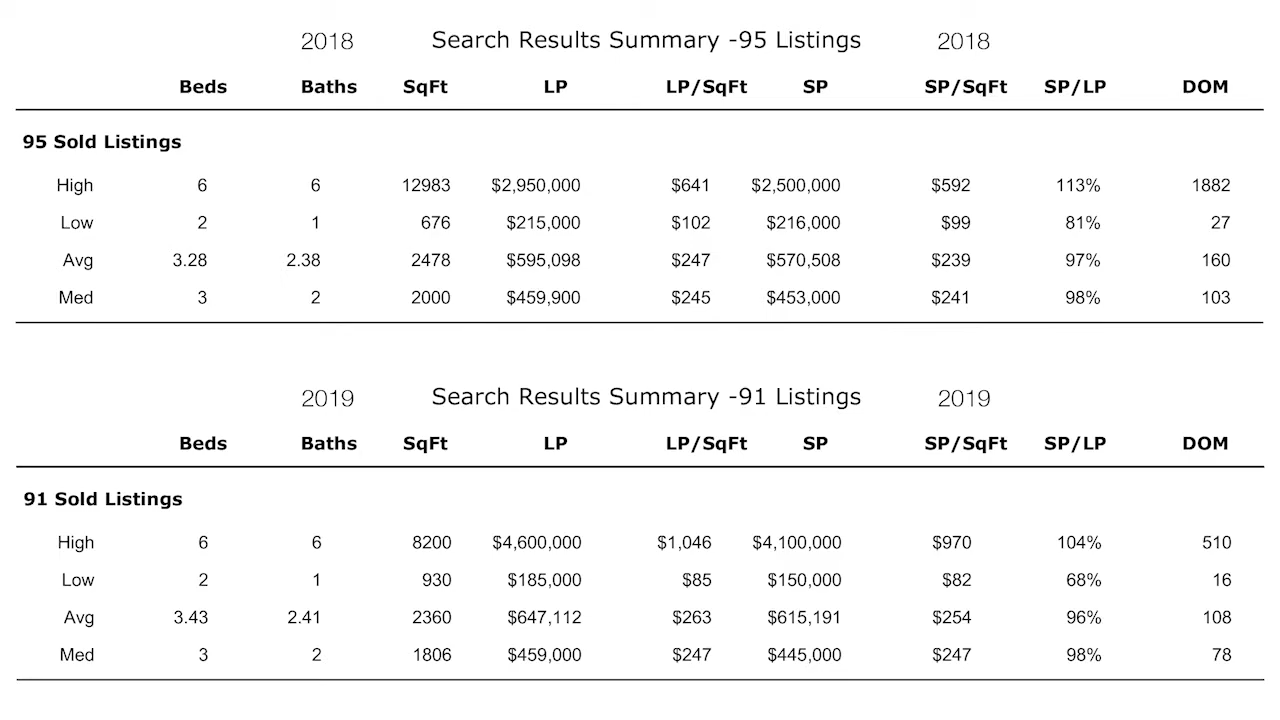 2018 Search Results Summary -95 Listings 2018
Beds Baths SqFt LP LP/SqFt SP SP/SqFt SP/LP DOM
95 Sold Listings
High 6 6 12983 $2,950,000 $641 $2,500,000 $592 113% 1882
Low 2 1 676 $215,000 $102 $216,000 $99 81% 27
Avg 3.28 2.38 2478 $595,098 $247 $570,508 $239 97% 160
Med 3 2 2000 $459,900 $245 $453,000 $241 98% 103
2019 Search Results Summary -91 Listings 2019
Beds Baths SqFt LP LP/SqFt SP SP/SqFt SP/LP DOM
91 Sold Listings
High 6 6 8200 $4,600,000 $1,046 $4,100,000 $970 104% 510
Low 2 1 930 $185,000 $85 $150,000 $82 68% 16
Avg 3.43 2.41 2360 $647,112 $263 $615,191 $254 96% 108
Med 3 2 1806 $459,000 $247 $445,000 $247 98% 78